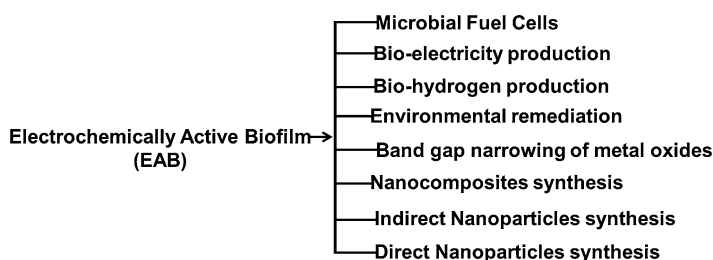 Microbial Fuel Cells
Bio-electricity production
Bio-hydrogen production
Environmental remediation
Electrochemically Active Biofilm
(EAB)
Band gap narrowing of metal oxides
Nanocomposites synthesis
Indirect Nanoparticles synthesis
Direct Nanoparticles synthesis